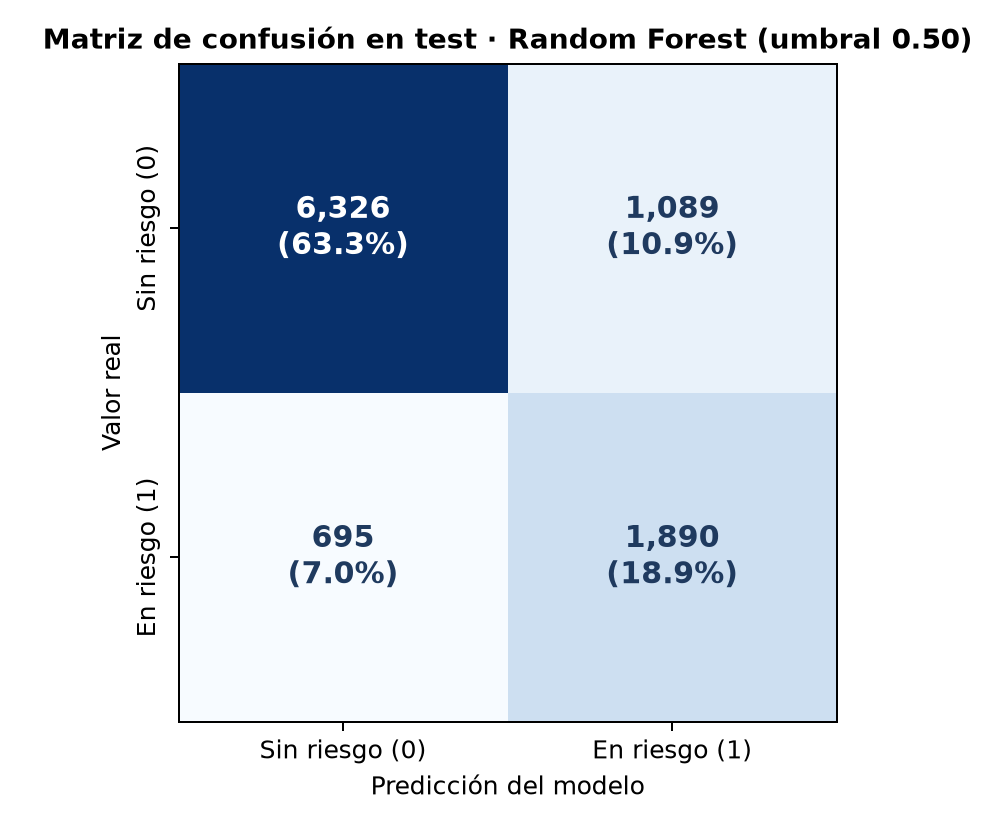 Matriz de confusión en test · Random Forest (umbral 0.50)
Valor real
Sin riesgo (0)
6,326
(63.3%)
1,089
(10.9%)
En riesgo (1)
695
(7.0%)
1,890
(18.9%)
Sin riesgo (0)
En riesgo (1)
Predicción del modelo